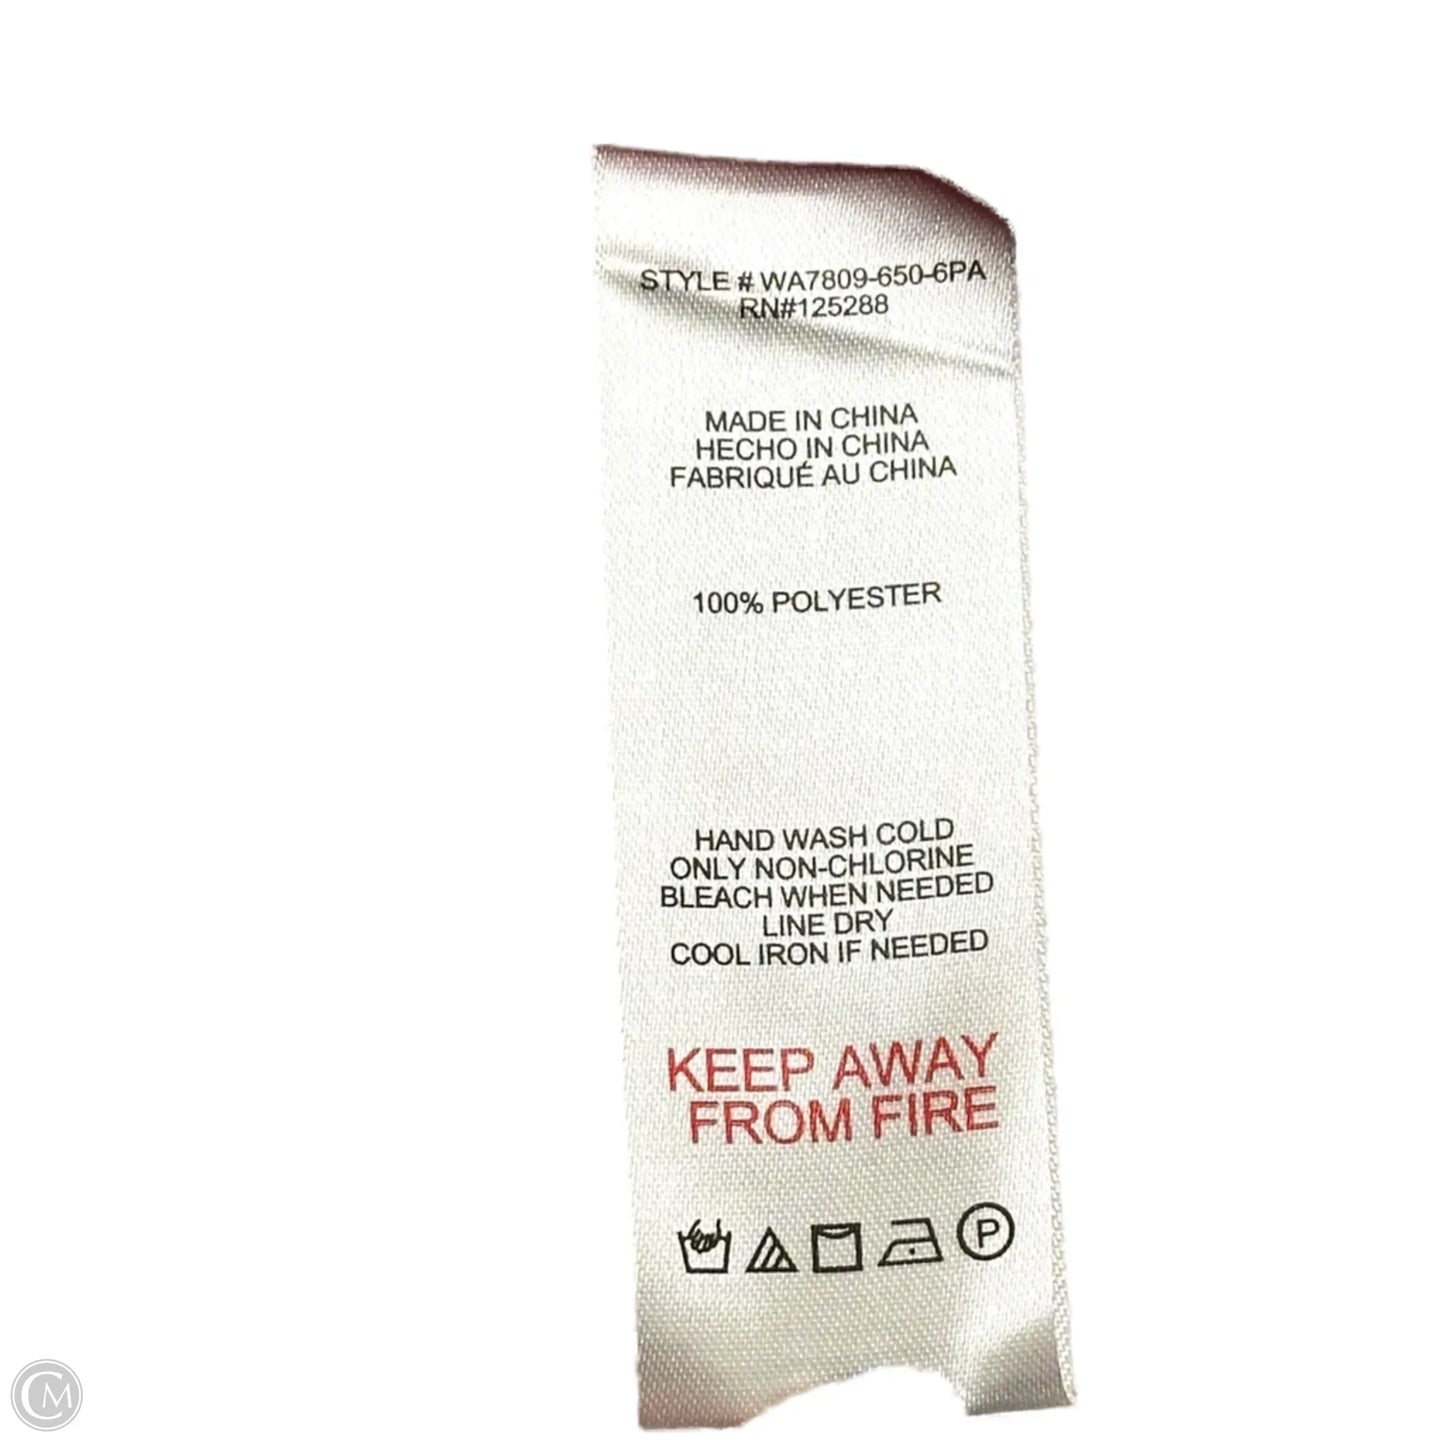 STYLE # WA7809-650-6PA
RN#125288
MADE IN CHINA
HECHO IN CHINA
FABRIQUÉ AU CHINA
100% POLYESTER
HAND WASH COLD
ONLY NON-CHLORINE
BLEACH WHEN NEEDED
LINE DRY
COOL IRON IF NEEDED
KEEP AWAY
FROM FIRE
P
CM